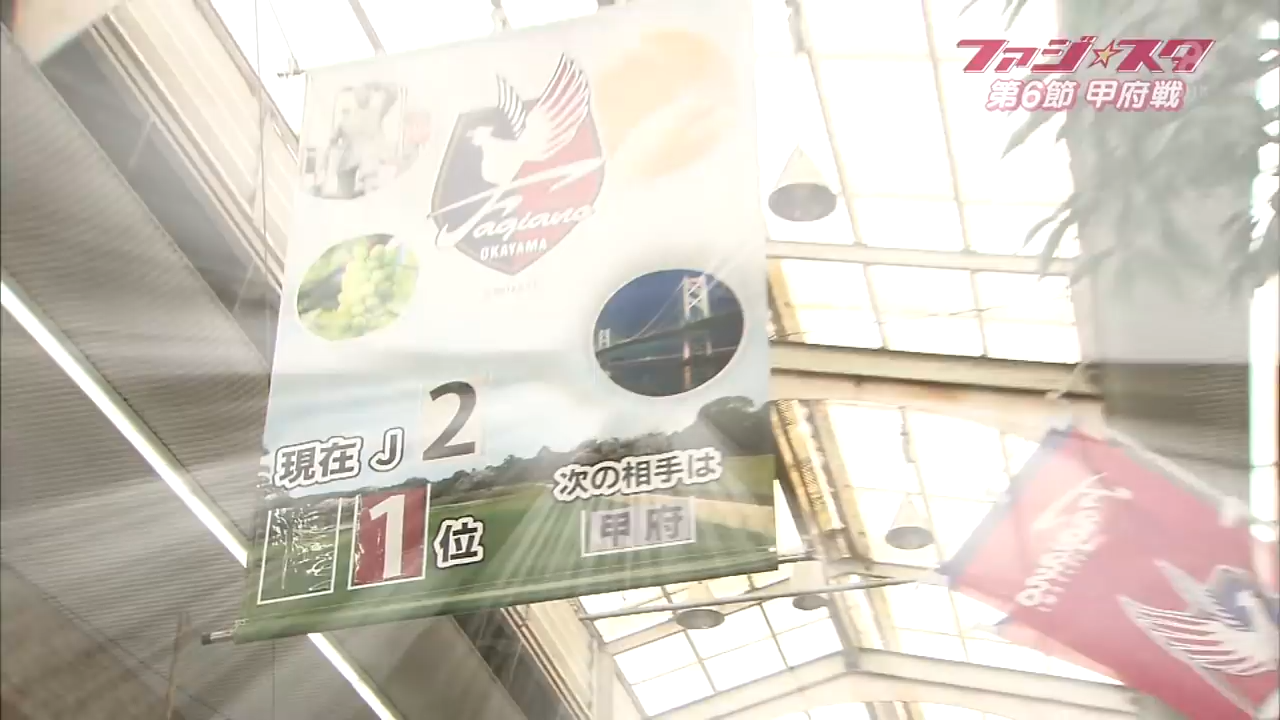 ファジ★スタ
第6節 甲府戦
Fagiano
OKAYAMA
現在 J 2
1 位
次の相手は
甲府